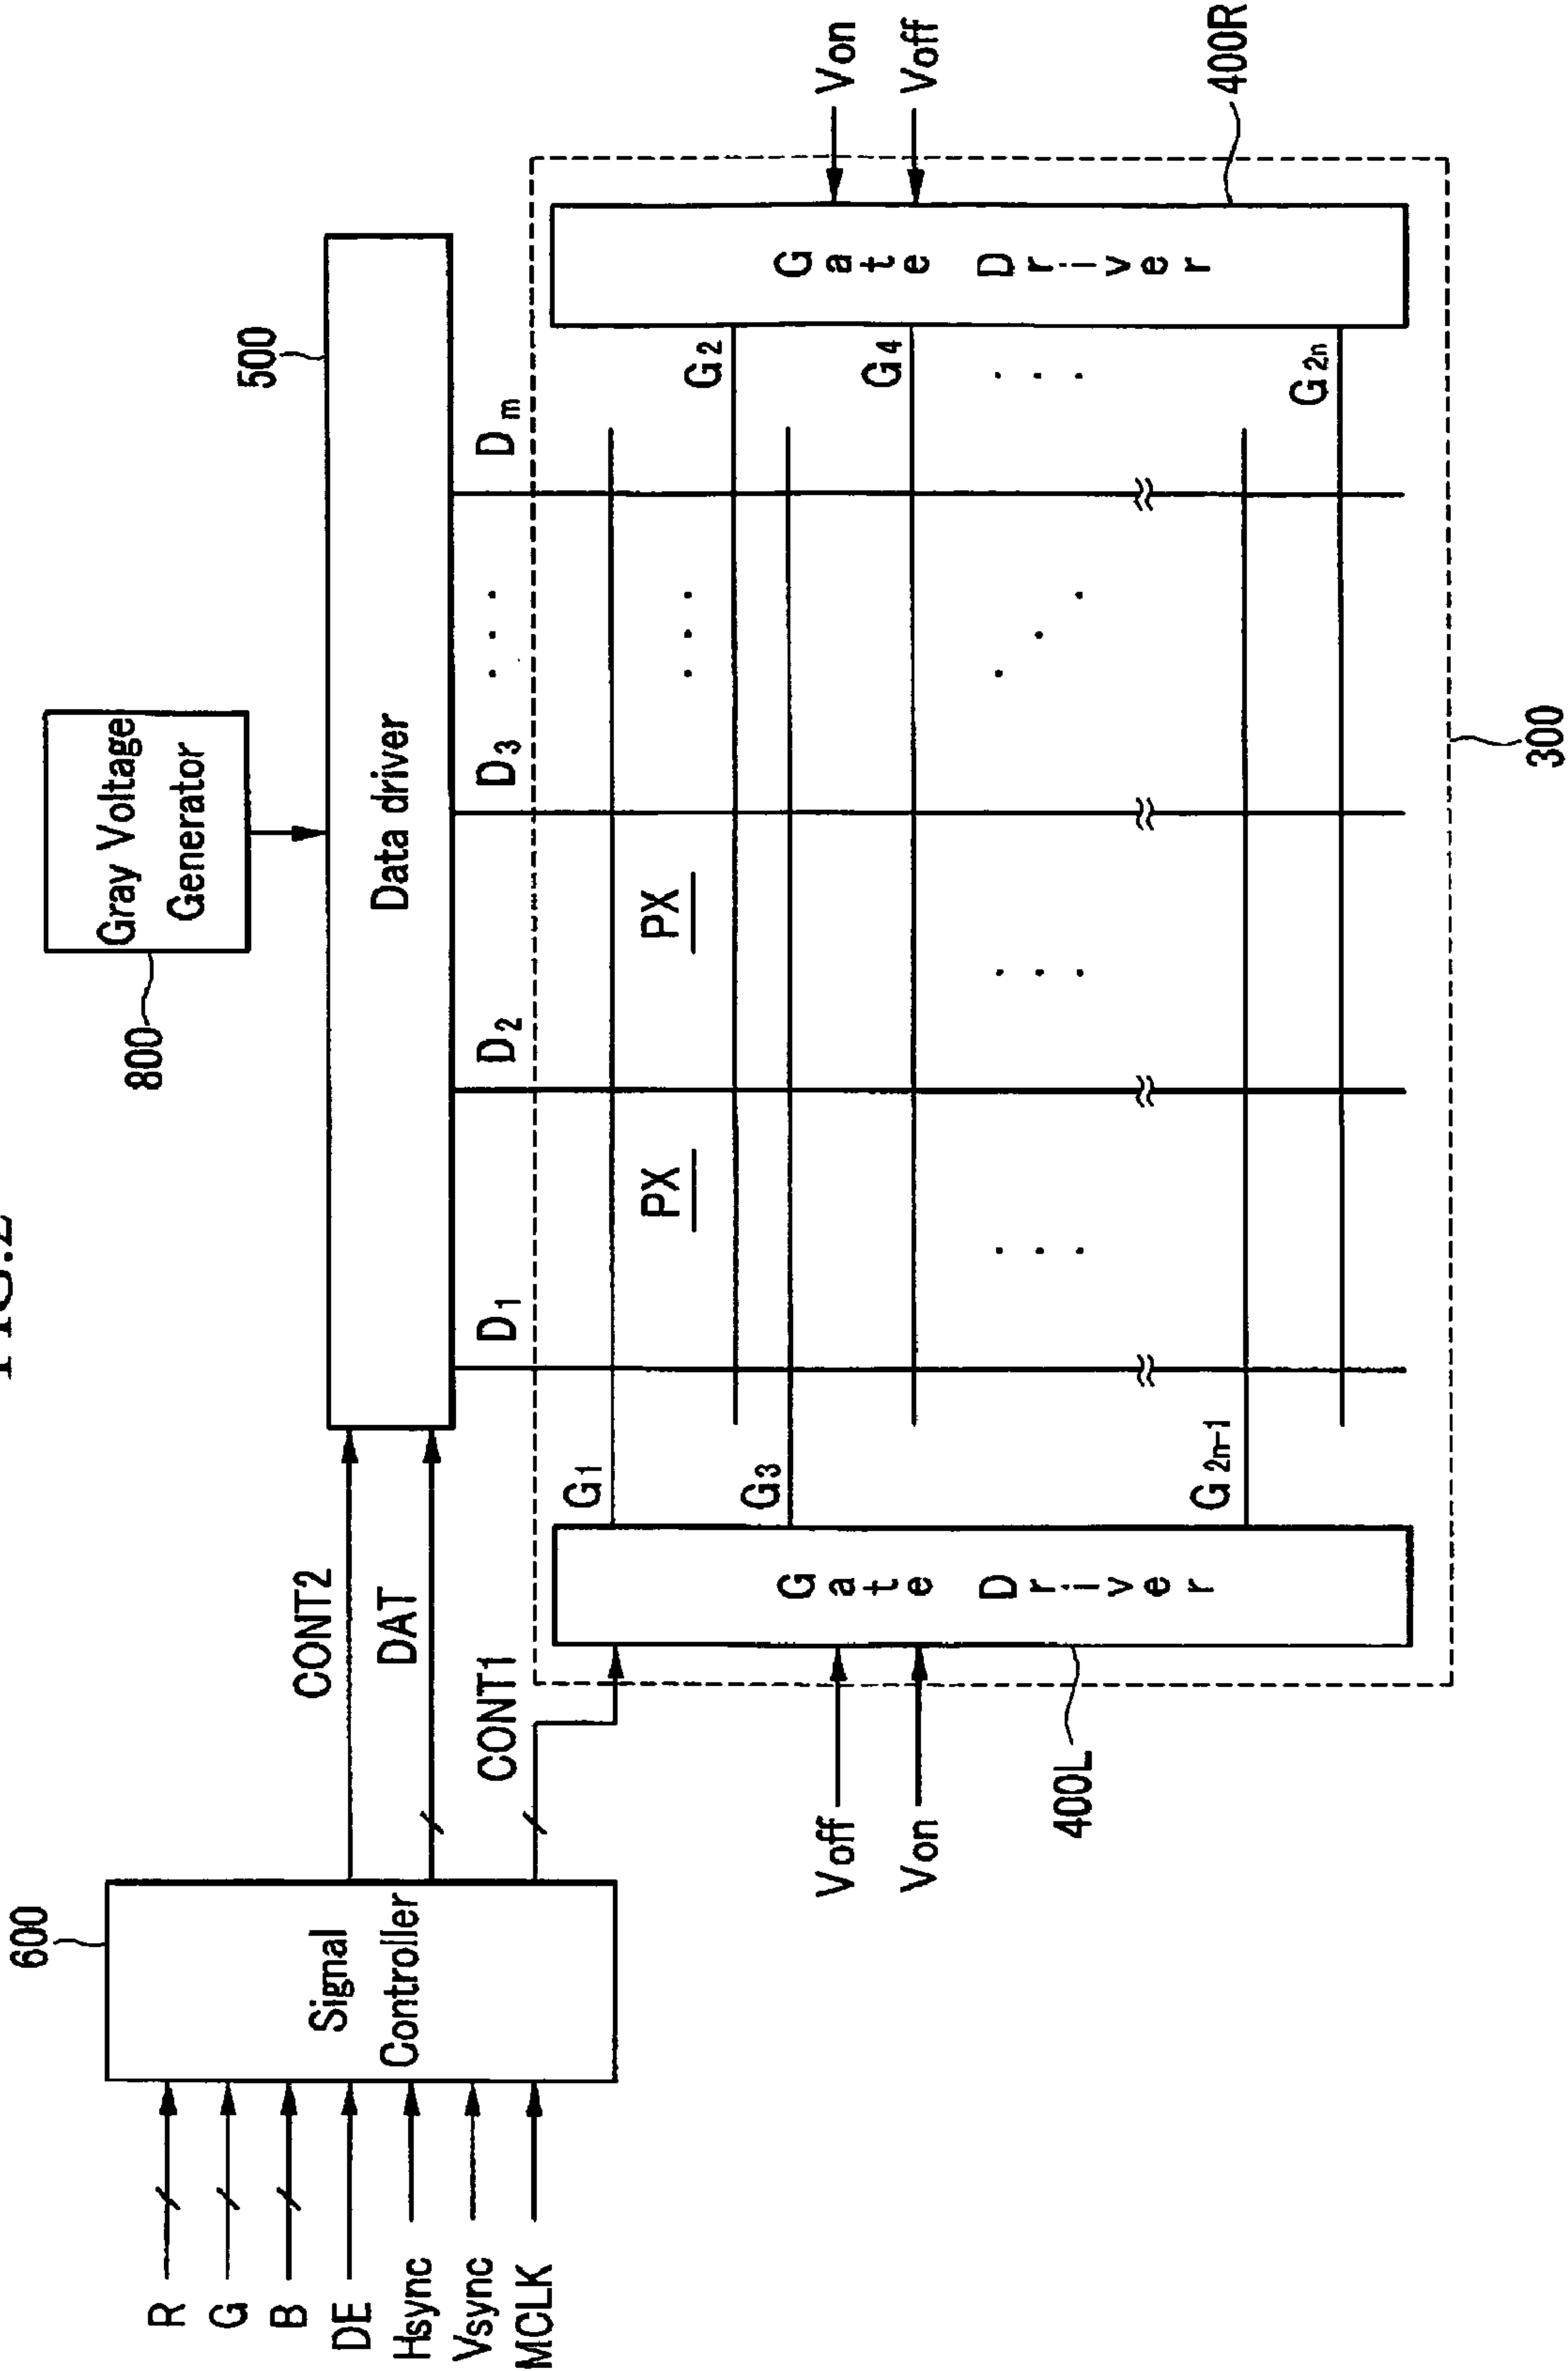 FIG.2
800
Gray Voltage
Generator
500
Data driver
600
Signal
Controller
R
G
B
DE
Hsync
Vsync
MCLK
CONT2
DAT
CONT1
D1
D2
D3
. . .
Dm
G1
G3
G2n-1
G2
G4
G2n
PX
PX
Gate Driver
Gate Driver
Voff
Von
400L
Von
Voff
400R
300